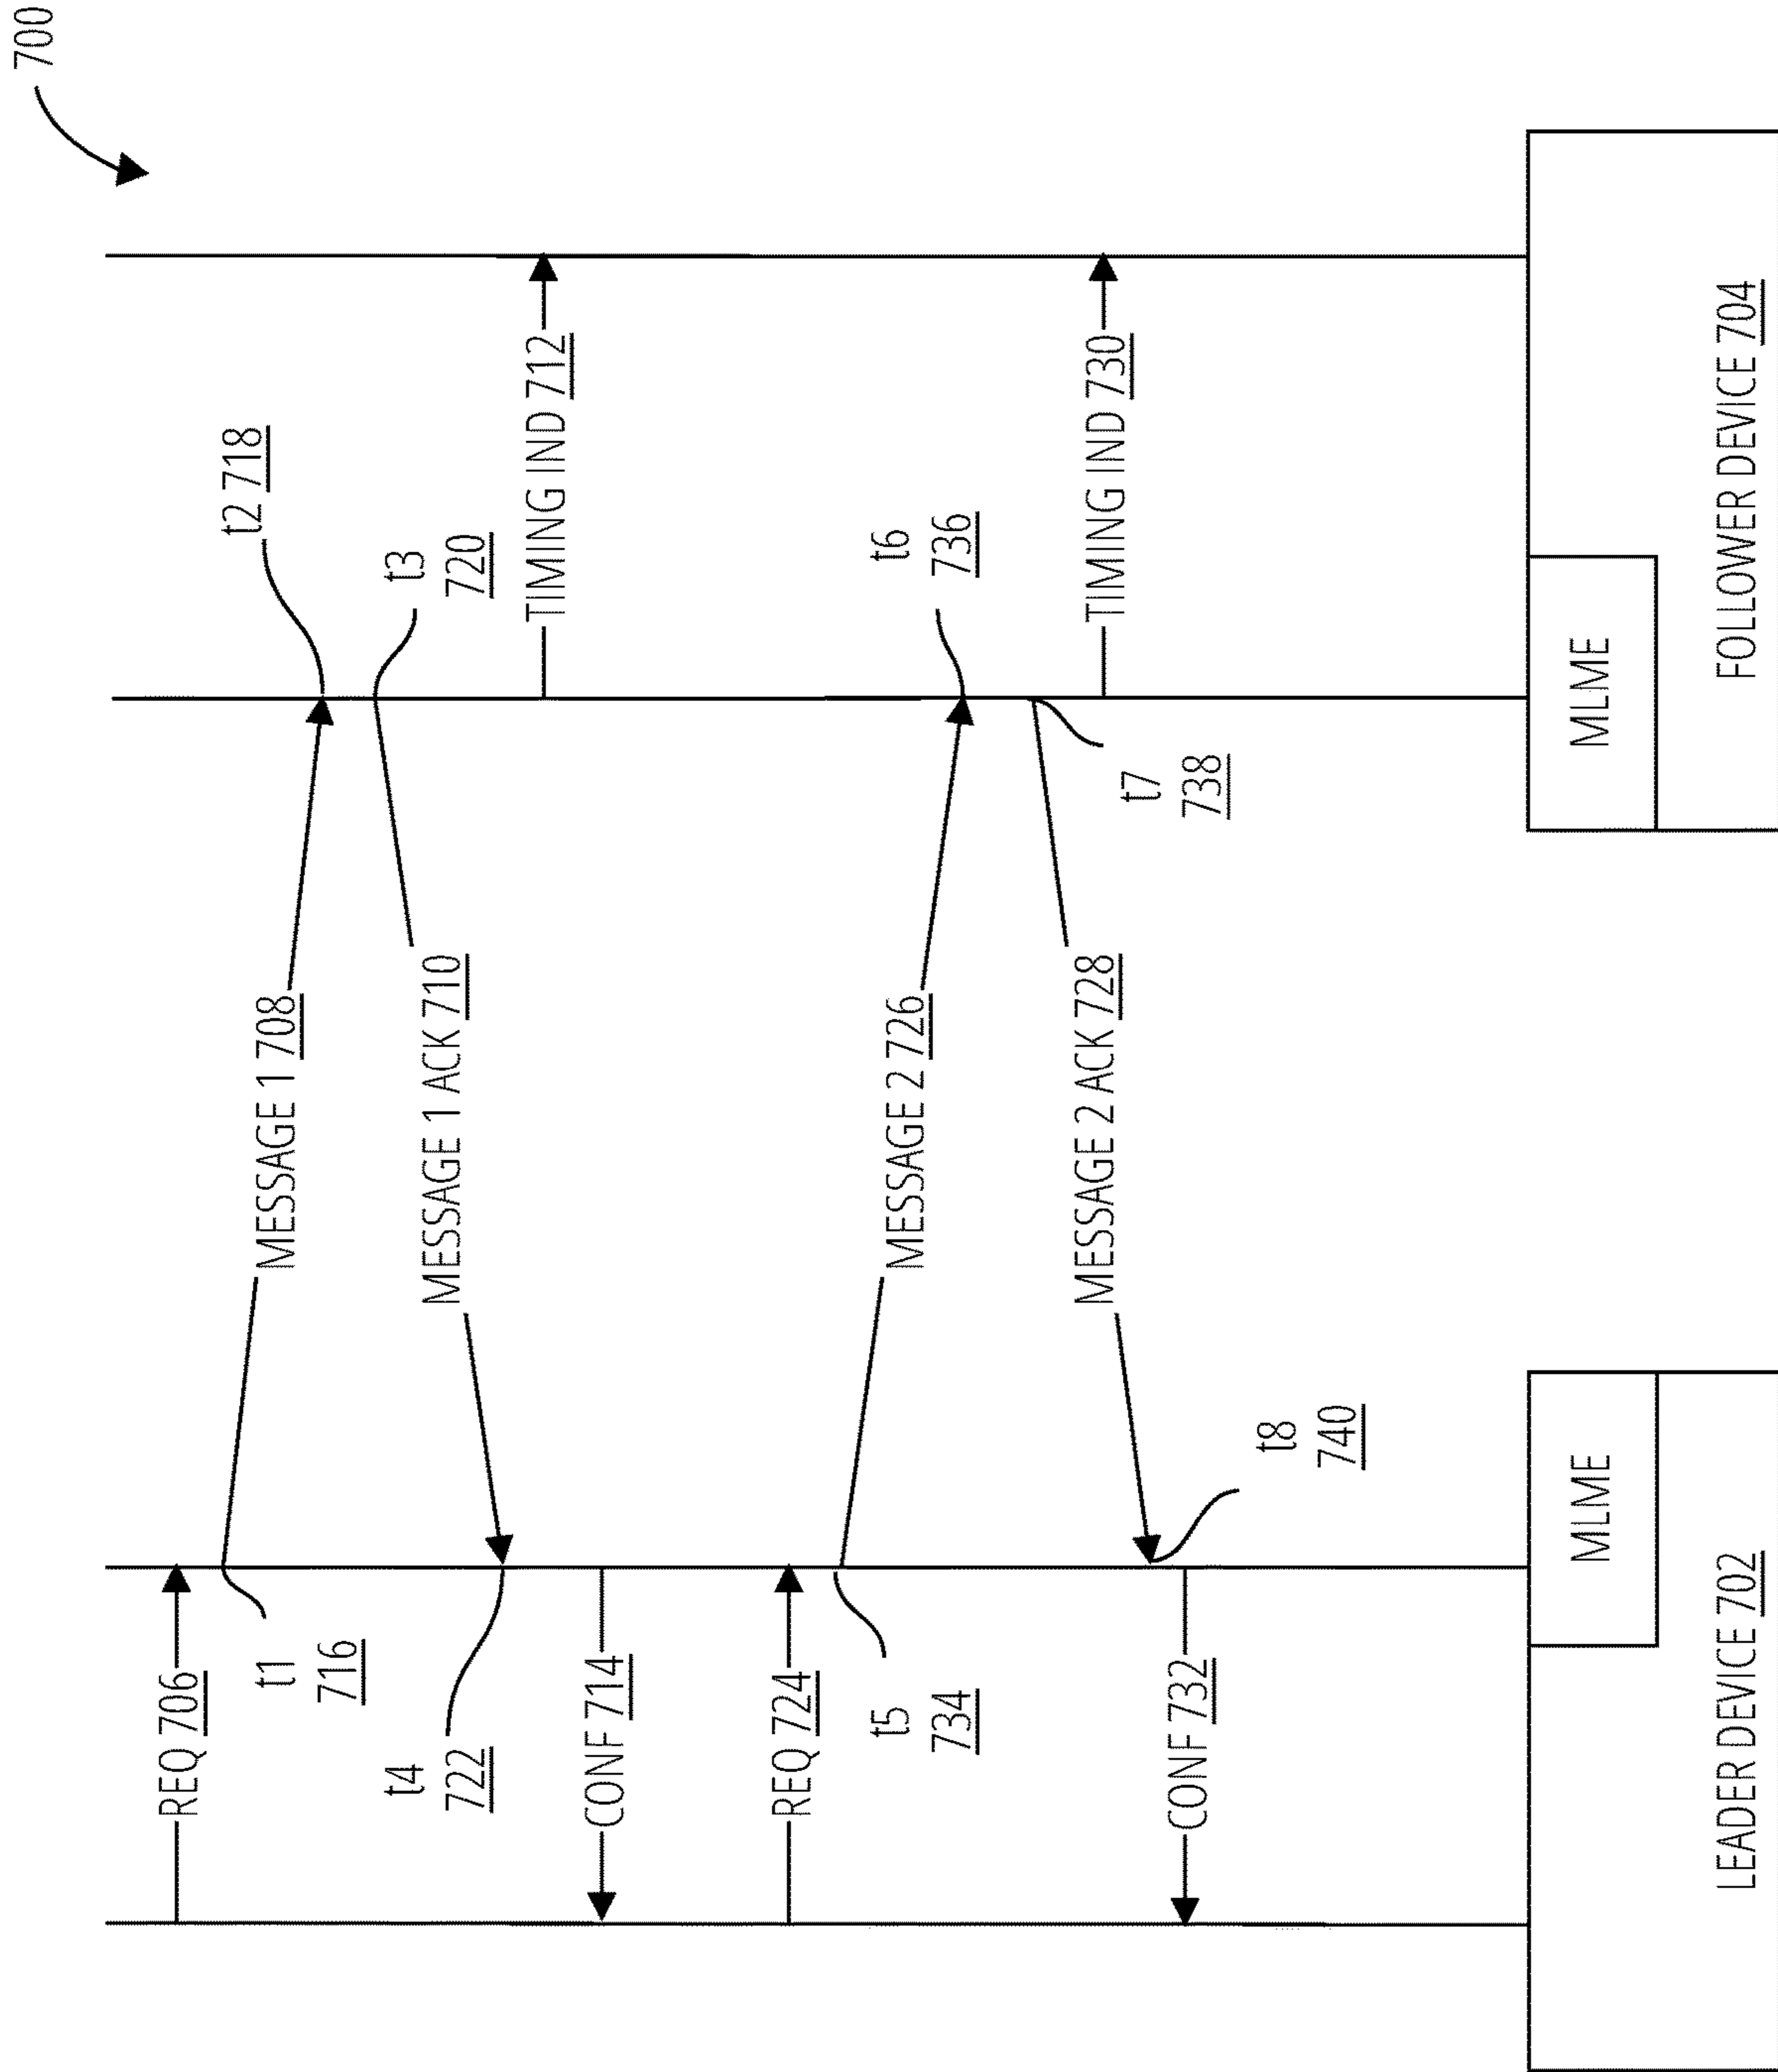 700
REQ 706
t1
716
MESSAGE 1 708
t2 718
t3
720
MESSAGE 1 ACK 710
t4
722
TIMING IND 712
CONF 714
REQ 724
t5
734
MESSAGE 2 726
t6
736
t7
738
MESSAGE 2 ACK 728
TIMING IND 730
t8
740
CONF 732
MLME
LEADER DEVICE 702
MLME
FOLLOWER DEVICE 704